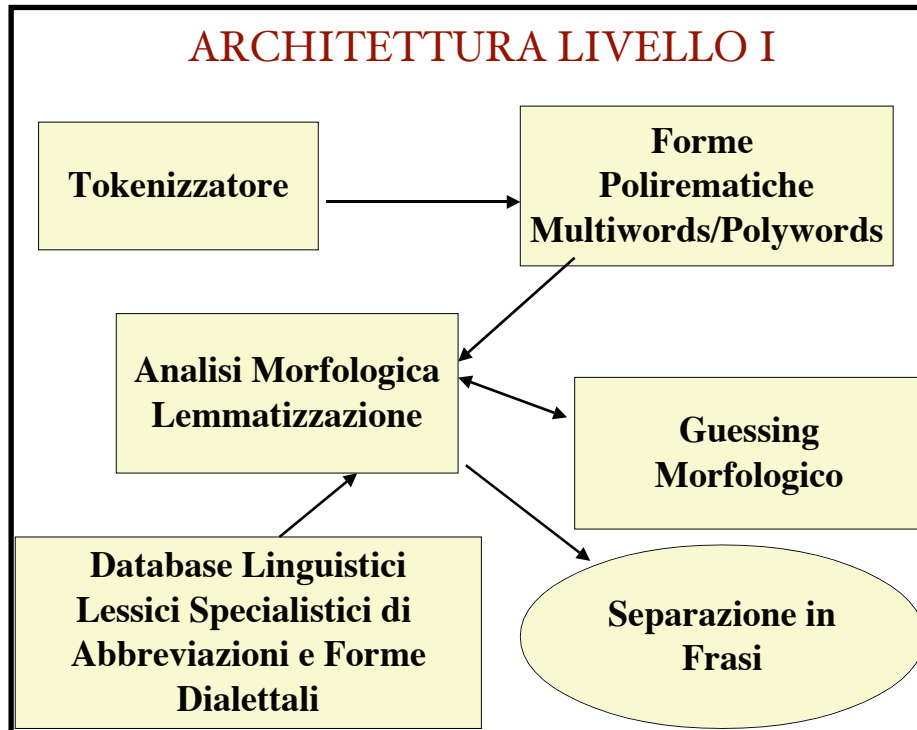 ARCHITETTURA LIVELLO I
Tokenizzatore
Forme
Polirematiche
Multiwords/Polywords
Analisi Morfologica
Lemmatizzazione
Guessing
Morfologico
Database Linguistici
Lessici Specialistici di
Abbreviazioni e Forme
Dialettali
Separazione in
Frasi